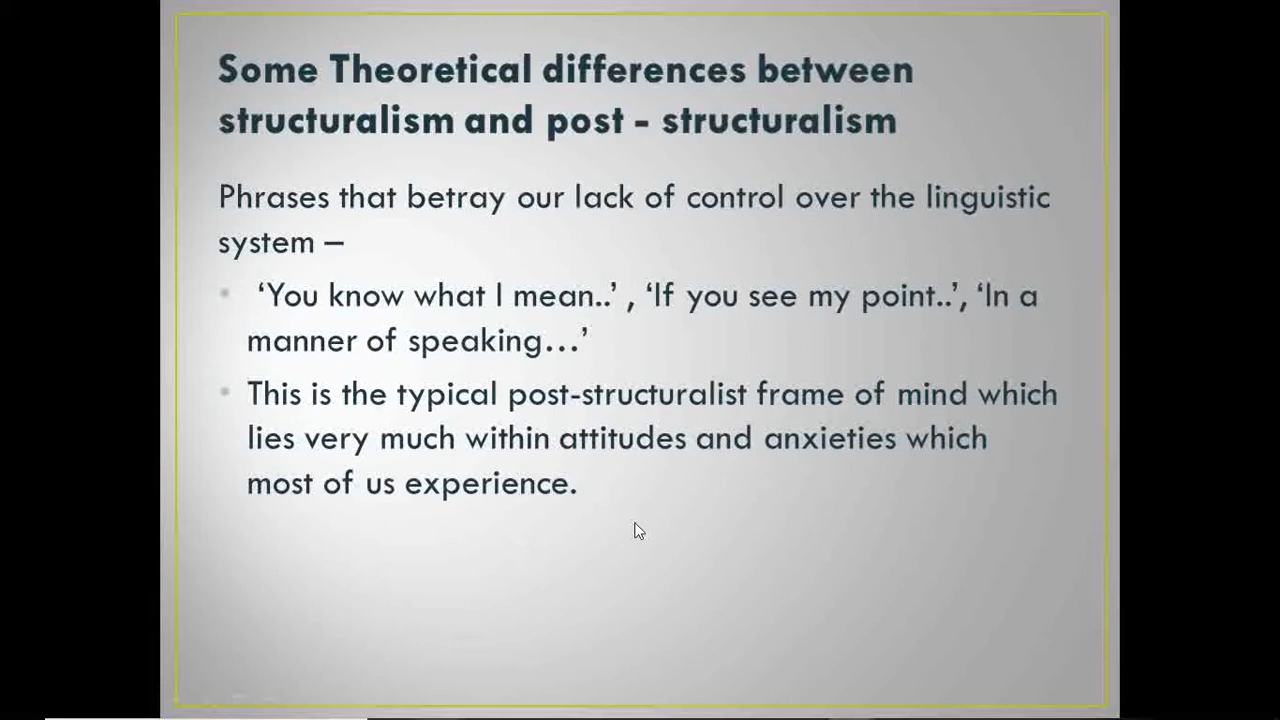 Some Theoretical differences between
structuralism and post - structuralism
Phrases that betray our lack of control over the linguistic
system –
• ‘You know what I mean..’ , ‘If you see my point..’, ‘In a
manner of speaking…’
• This is the typical post-structuralist frame of mind which
lies very much within attitudes and anxieties which
most of us experience.